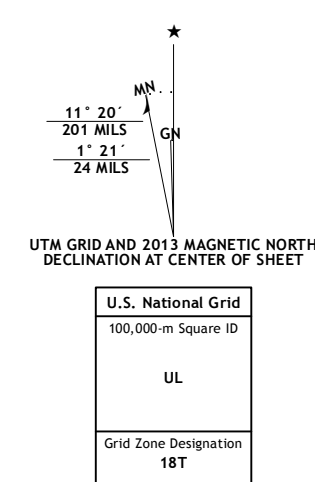 ★
MN
GN
11° 20´
201 MILS
1° 21´
24 MILS
UTM GRID AND 2013 MAGNETIC NORTH
DECLINATION AT CENTER OF SHEET
U.S. National Grid
100,000-m Square ID
UL
Grid Zone Designation
18T